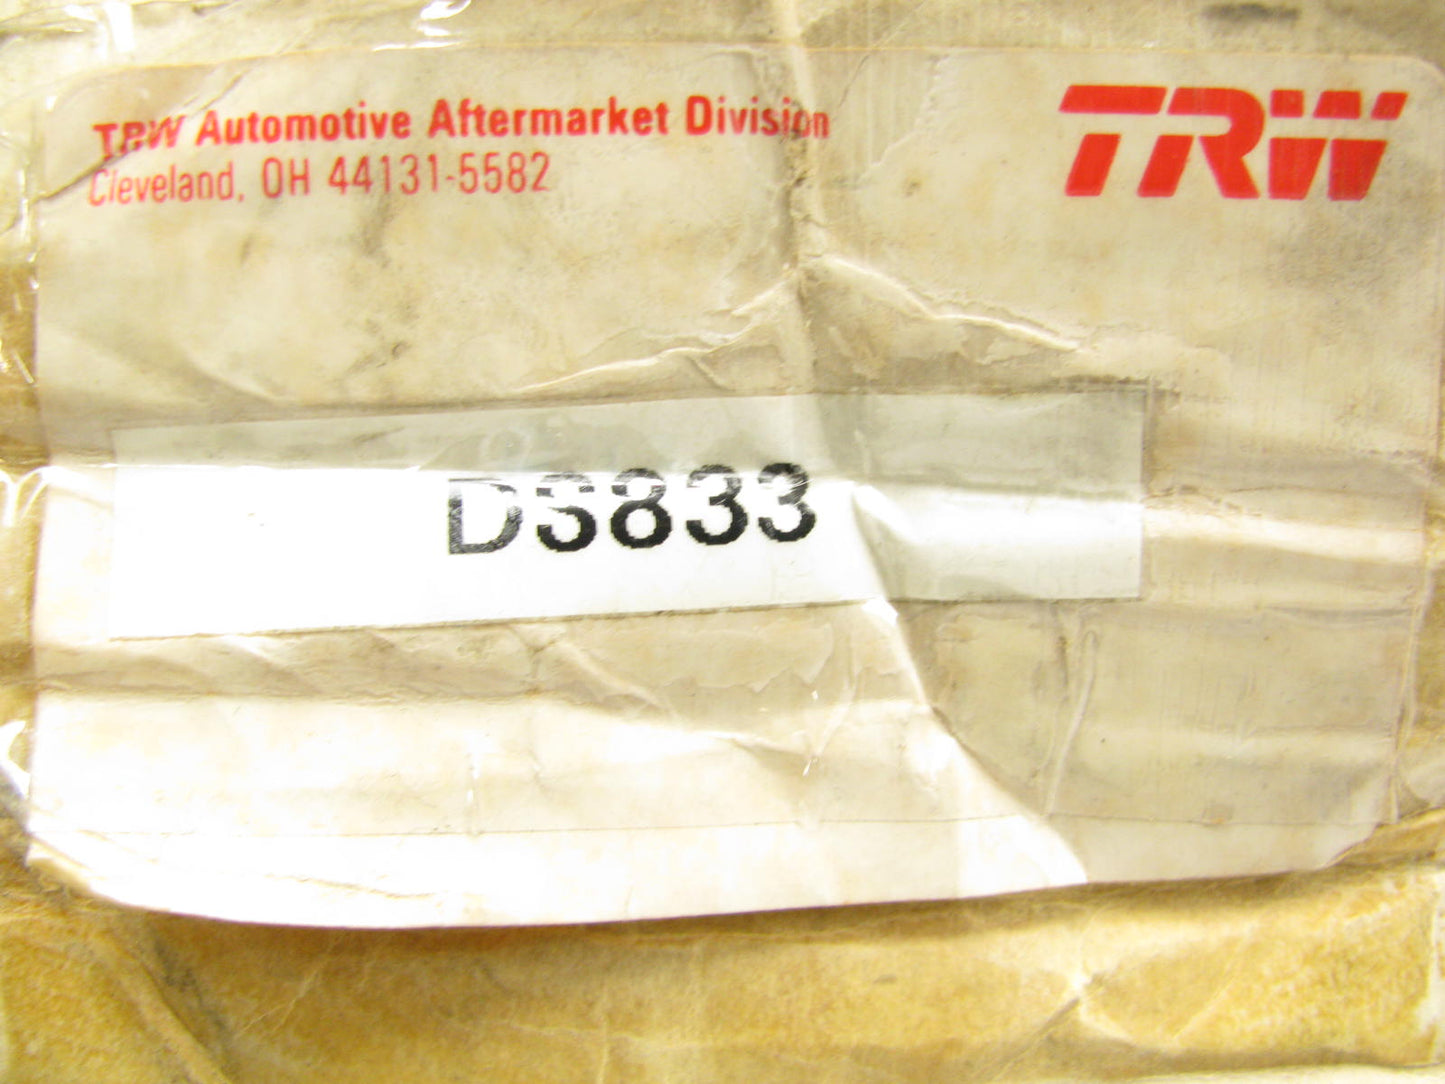 TRW Automotive Aftermarket Division
Cleveland, OH 44131-5582
TRW
DS833